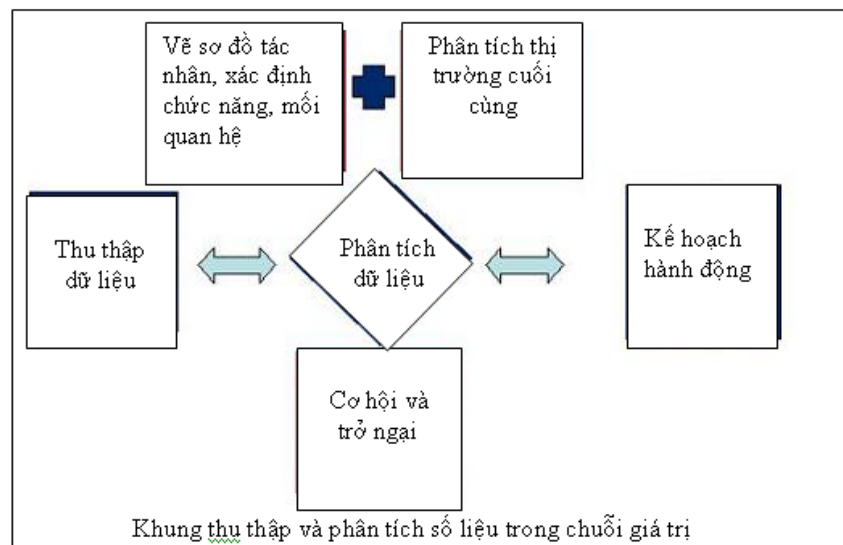 Vẽ sơ đồ tác
nhân, xác định
chức năng, mối
quan hệ
Phân tích thị
trường cuối
cùng
Thu thập
dữ liệu
Phân tích
dữ liệu
Kế hoạch
hành động
Cơ hội và
trở ngại
Khung thu thập và phân tích số liệu trong chuỗi giá trị